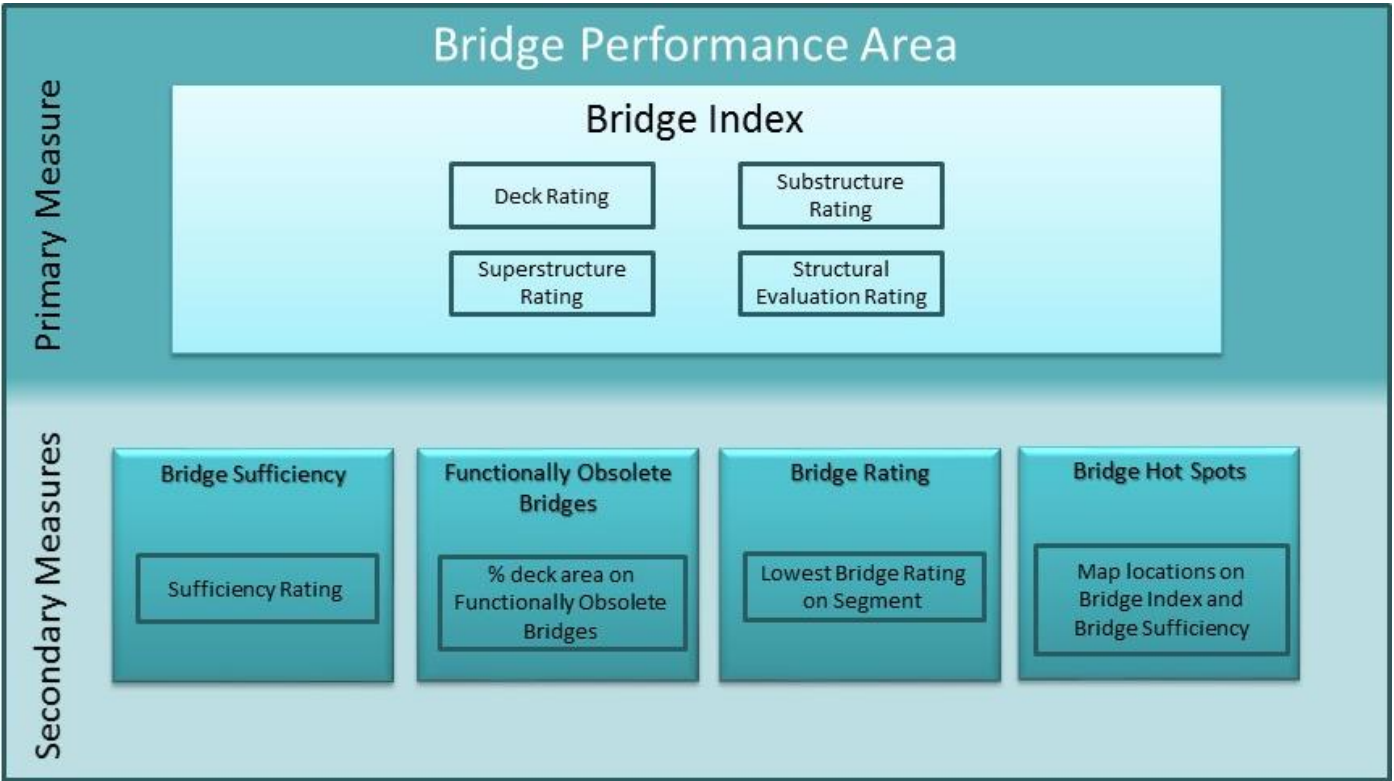 Bridge Performance Area
Primary Measure
Bridge Index
Deck Rating
Substructure
Rating
Superstructure
Rating
Structural
Evaluation Rating
Secondary Measures
Bridge Sufficiency
Sufficiency Rating
Functionally Obsolete
Bridges
% deck area on
Functionally Obsolete
Bridges
Bridge Rating
Lowest Bridge Rating
on Segment
Bridge Hot Spots
Map locations on
Bridge Index and
Bridge Sufficiency